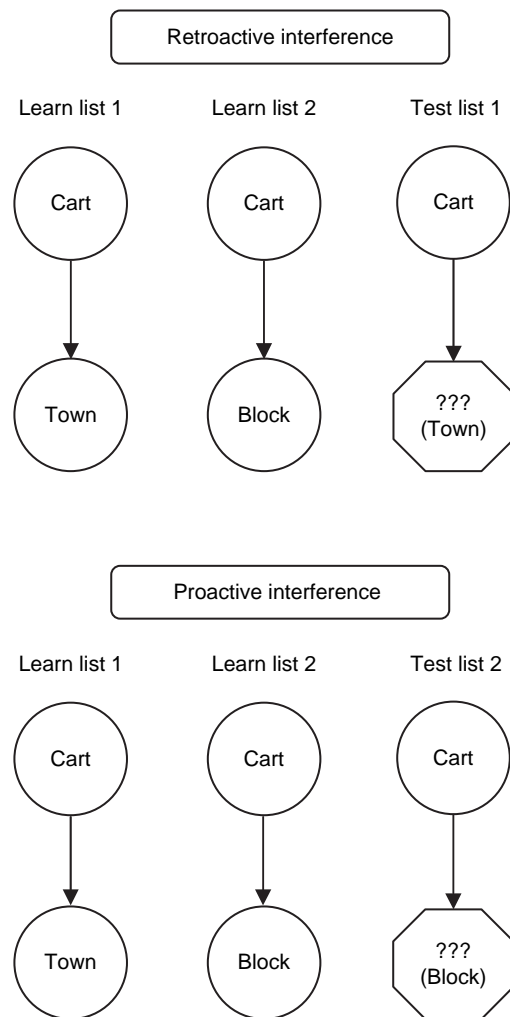 Retroactive interference
Learn list 1 Learn list 2 Test list 1
Cart Cart Cart
Town Block ???
(Town)
Proactive interference
Learn list 1 Learn list 2 Test list 2
Cart Cart Cart
Town Block ???
(Block)